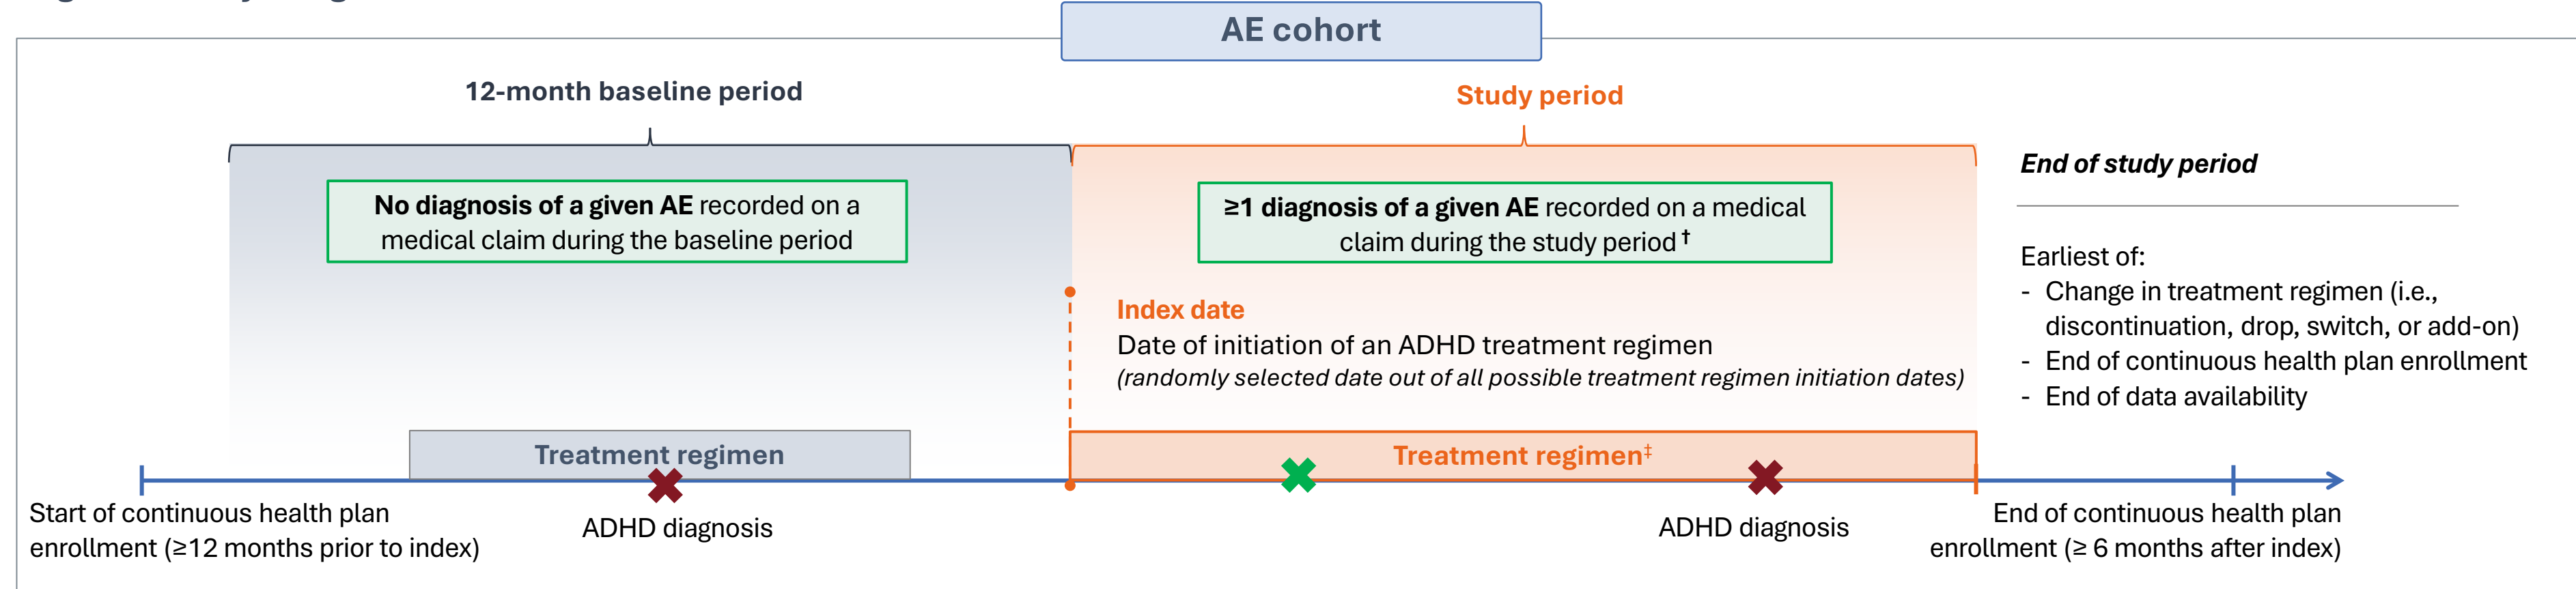 AE cohort
12-month baseline period
Study period
No diagnosis of a given AE recorded on a
medical claim during the baseline period
≥1 diagnosis of a given AE recorded on a medical
claim during the study period †
End of study period
Earliest of:
- Change in treatment regimen (i.e.,
discontinuation, drop, switch, or add-on)
- End of continuous health plan enrollment
- End of data availability
Index date
Date of initiation of an ADHD treatment regimen
(randomly selected date out of all possible treatment regimen initiation dates)
Treatment regimen
Treatment regimen‡
Start of continuous health plan
enrollment (≥12 months prior to index)
ADHD diagnosis
ADHD diagnosis
End of continuous health plan
enrollment (≥ 6 months after index)